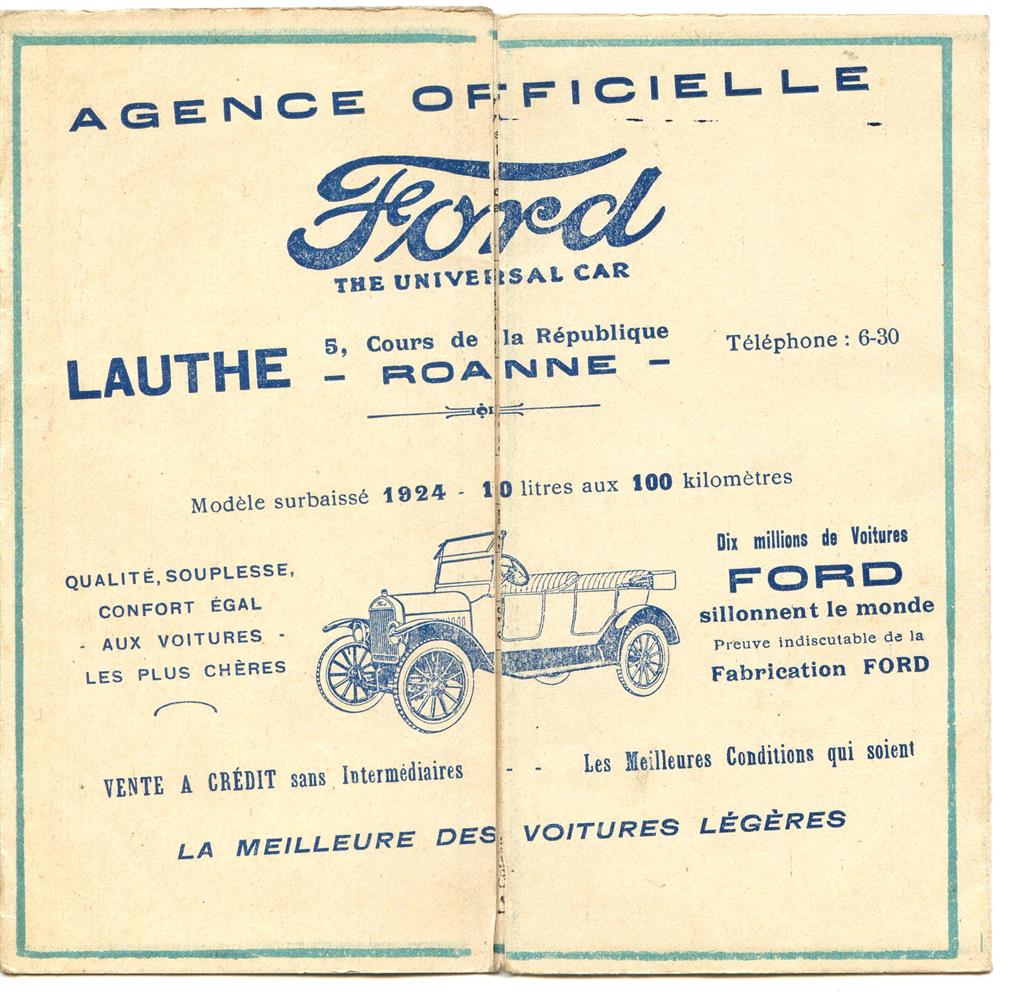 AGENCE OFFICIELLE
Ford
THE UNIVERSAL CAR
LAUTHE
5, Cours de la République
- ROANNE -
Téléphone : 6-30
Modèle surbaissé 1924 - 10 litres aux 100 kilomètres
QUALITÉ, SOUPLESSE,
CONFORT ÉGAL
- AUX VOITURES -
LES PLUS CHÈRES
Dix millions de Voitures
FORD
sillonnent le monde
Preuve indiscutable de la
Fabrication FORD
VENTE A CRÉDIT sans Intermédiaires - - Les Meilleures Conditions qui soient
LA MEILLEURE DES VOITURES LÉGÈRES